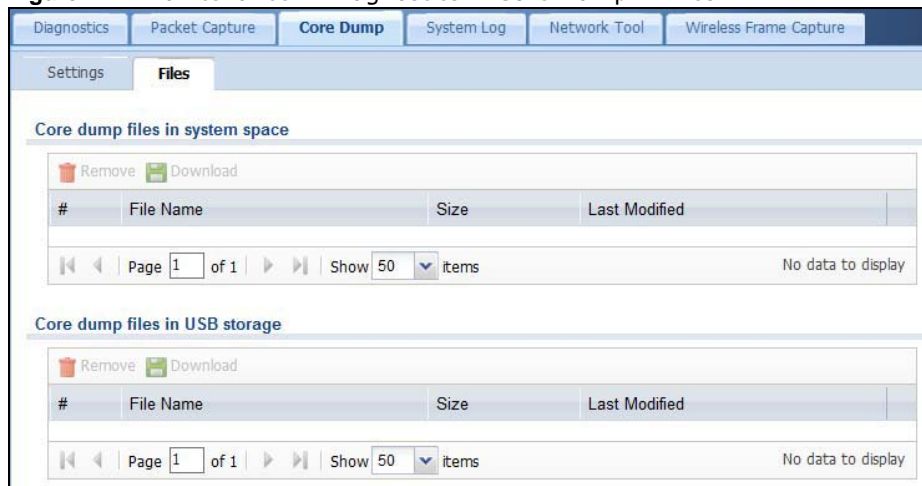 Diagnostics Packet Capture Core Dump System Log Network Tool Wireless Frame Capture
Settings Files
Core dump files in system space
Remove Download
# File Name Size Last Modified
Page 1 of 1 Show 50 items No data to display
Core dump files in USB storage
Remove Download
# File Name Size Last Modified
Page 1 of 1 Show 50 items No data to display